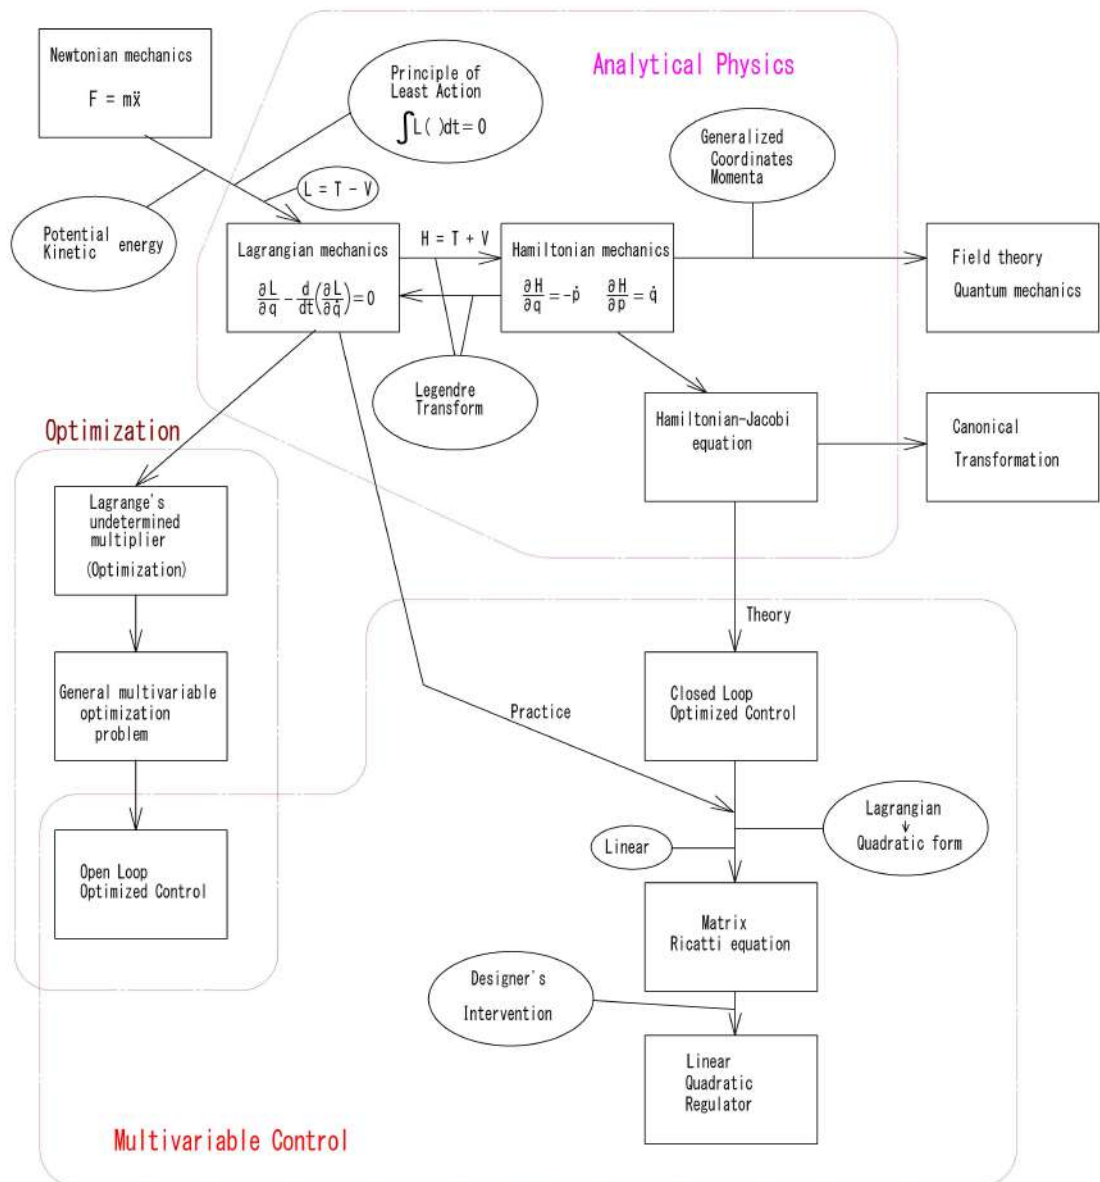 Newtonian mechanics
F = mẍ
Principle of
Least Action
∫L( )dt=0
Analytical Physics
Generalized
Coordinates
Momenta
L = T − V
Potential
Kinetic energy
Lagrangian mechanics
∂L/∂q − d/dt(∂L/∂q̇)=0
H = T + V
Hamiltonian mechanics
∂H/∂q = −ṗ ∂H/∂p = q̇
Field theory
Quantum mechanics
Legendre
Transform
Hamiltonian-Jacobi
equation
Canonical
Transformation
Optimization
Lagrange's
undetermined
multiplier
(Optimization)
Theory
General multivariable
optimization
problem
Practice
Closed Loop
Optimized Control
Open Loop
Optimized Control
Linear
Lagrangian
↓
Quadratic form
Matrix
Ricatti equation
Designer's
Intervention
Linear
Quadratic
Regulator
Multivariable Control